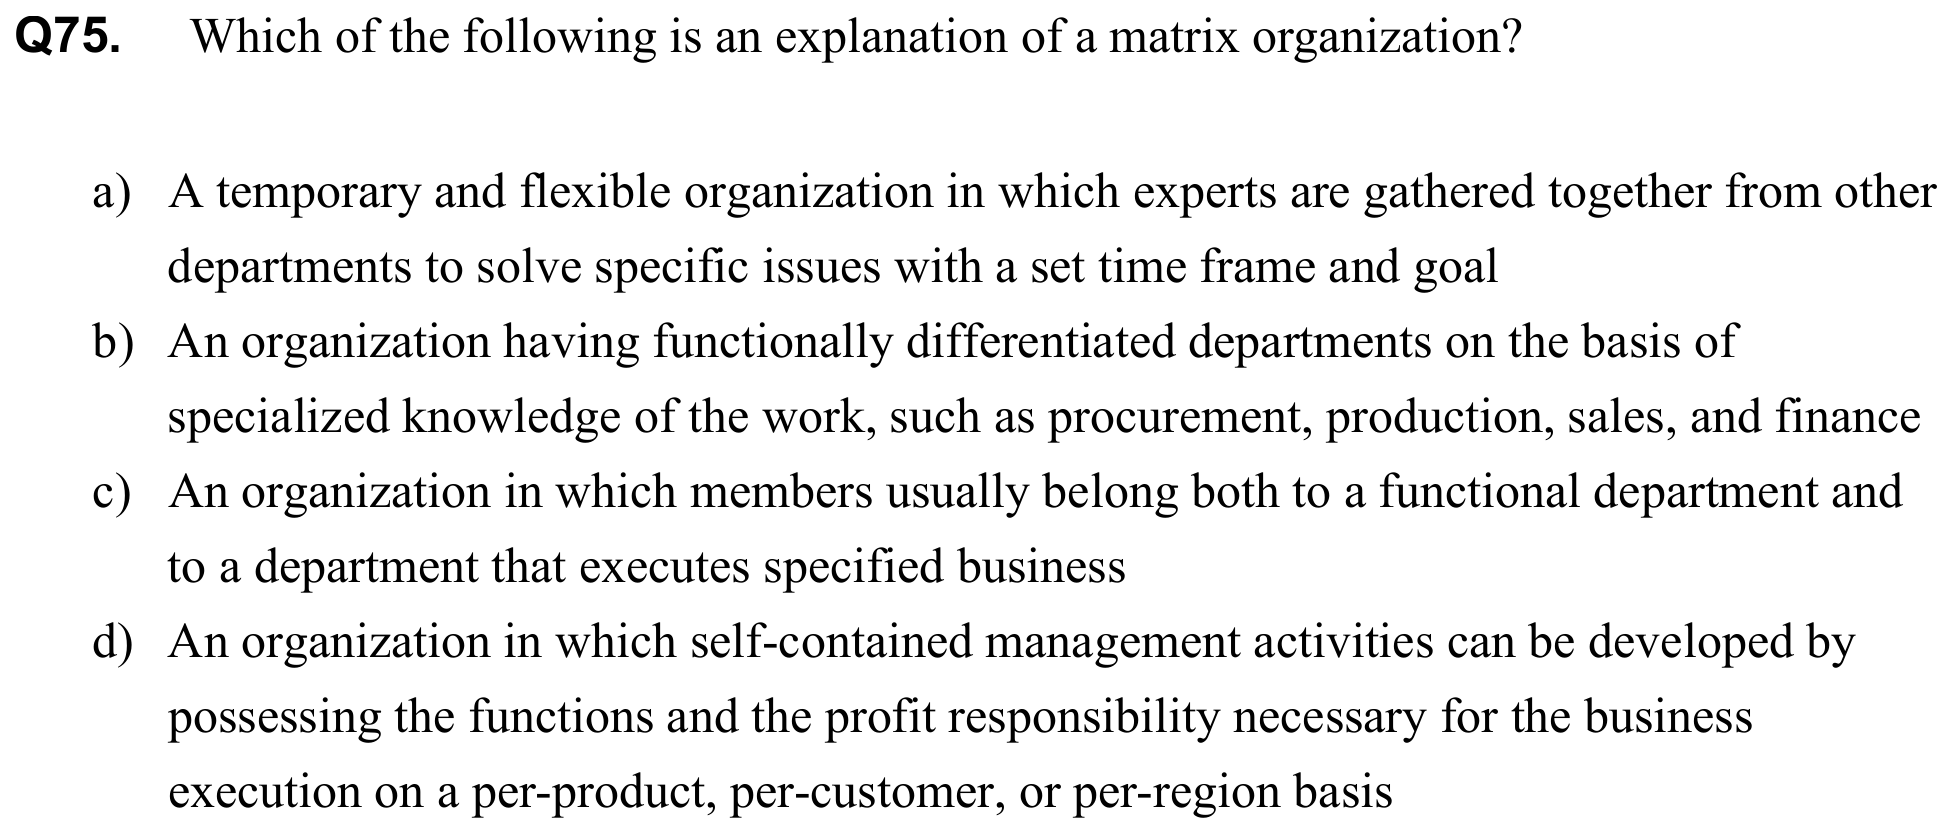 Q75. Which of the following is an explanation of a matrix organization?
a) A temporary and flexible organization in which experts are gathered together from other
departments to solve specific issues with a set time frame and goal
b) An organization having functionally differentiated departments on the basis of
specialized knowledge of the work, such as procurement, production, sales, and finance
c) An organization in which members usually belong both to a functional department and
to a department that executes specified business
d) An organization in which self-contained management activities can be developed by
possessing the functions and the profit responsibility necessary for the business
execution on a per-product, per-customer, or per-region basis